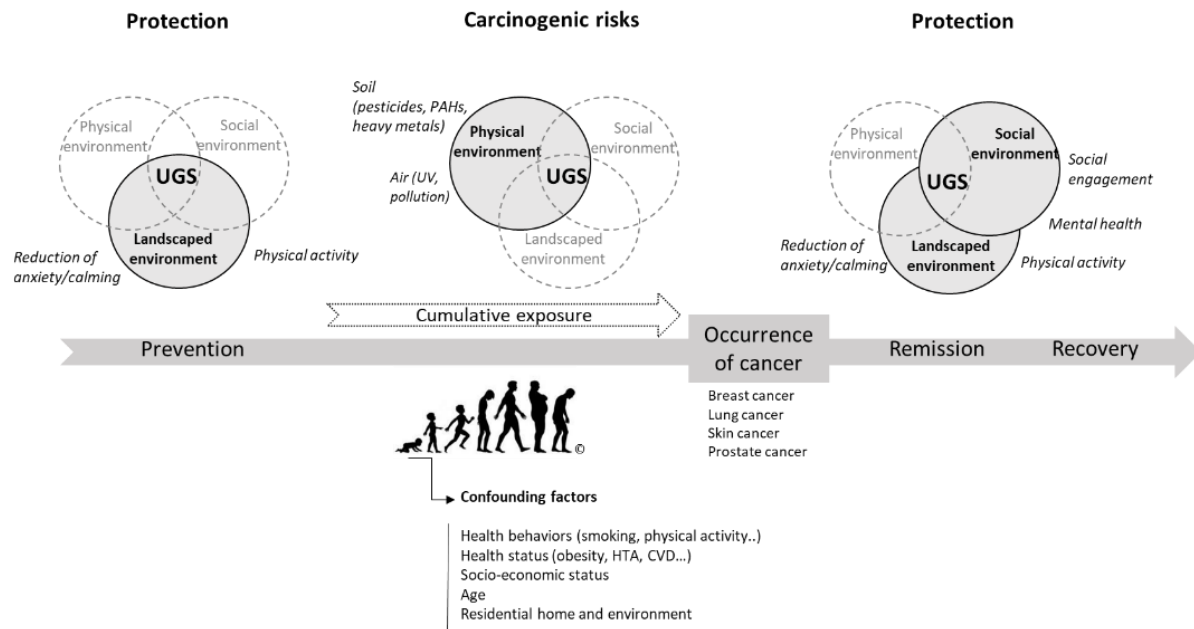 Protection
Carcinogenic risks
Protection
Physical
environment
Social
environment
UGS
Landscaped
environment
Reduction of
anxiety/calming
Physical activity
Soil
(pesticides, PAHs,
heavy metals)
Air (UV,
pollution)
Physical
environment
Social
environment
UGS
Landscaped
environment
Physical
environment
Social
environment
UGS
Landscaped
environment
Social
engagement
Mental health
Reduction of
anxiety/calming
Physical activity
Cumulative exposure
Prevention
Occurrence
of cancer
Remission
Recovery
Breast cancer
Lung cancer
Skin cancer
Prostate cancer
©
Confounding factors
Health behaviors (smoking, physical activity..)
Health status (obesity, HTA, CVD...)
Socio-economic status
Age
Residential home and environment